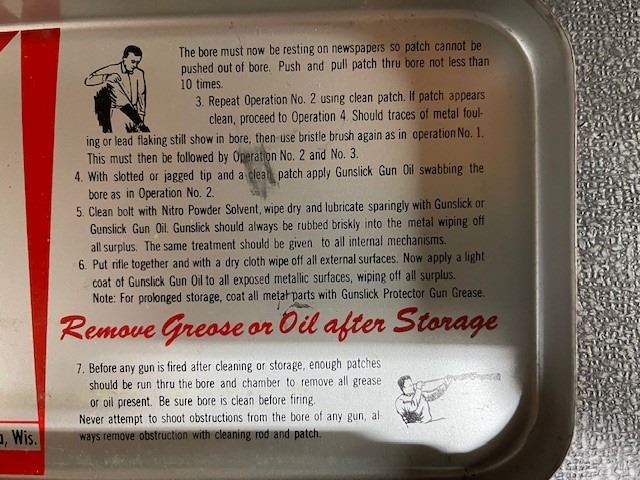 The bore must now be resting on newspapers so patch cannot be
pushed out of bore. Push and pull patch thru bore not less than
10 times.
3. Repeat Operation No. 2 using clean patch. If patch appears
clean, proceed to Operation 4. Should traces of metal foul-
ing or lead flaking still show in bore, then use bristle brush again as in operation No. 1.
This must then be followed by Operation No. 2 and No. 3.
4. With slotted or jagged tip and a clean patch apply Gunslick Gun Oil swabbing the
bore as in Operation No. 2.
5. Clean bolt with Nitro Powder Solvent, wipe dry and lubricate sparingly with Gunslick or
Gunslick Gun Oil. Gunslick should always be rubbed briskly into the metal wiping off
all surplus. The same treatment should be given to all internal mechanisms.
6. Put rifle together and with a dry cloth wipe off all external surfaces. Now apply a light
coat of Gunslick Gun Oil to all exposed metallic surfaces, wiping off all surplus.
Note: For prolonged storage, coat all metal parts with Gunslick Protector Gun Grease.
Remove Grease or Oil after Storage
7. Before any gun is fired after cleaning or storage, enough patches
should be run thru the bore and chamber to remove all grease
or oil present. Be sure bore is clean before firing.
Never attempt to shoot obstructions from the bore of any gun, al-
ways remove obstruction with cleaning rod and patch.
, Wis.